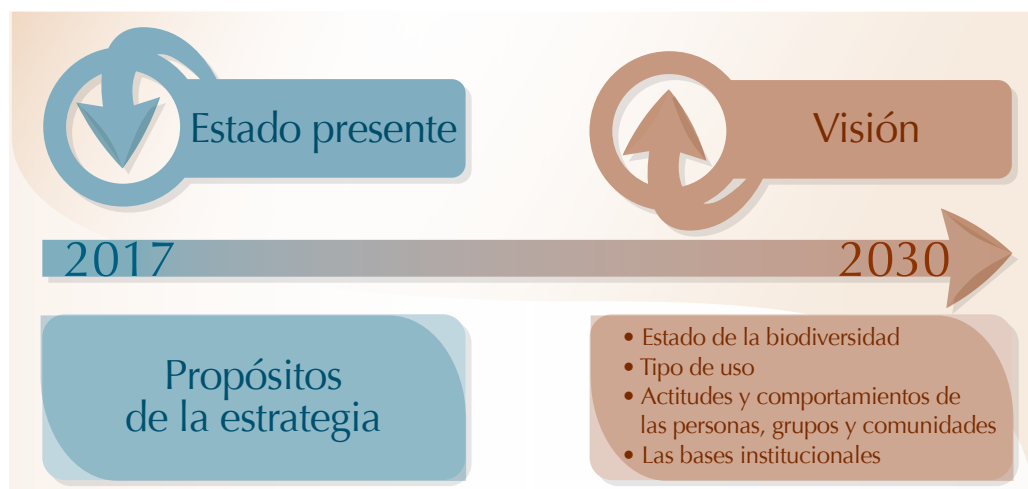 Estado presente
Visión
2017
2030
Propósitos
de la estrategia
• Estado de la biodiversidad
• Tipo de uso
• Actitudes y comportamientos de
las personas, grupos y comunidades
• Las bases institucionales